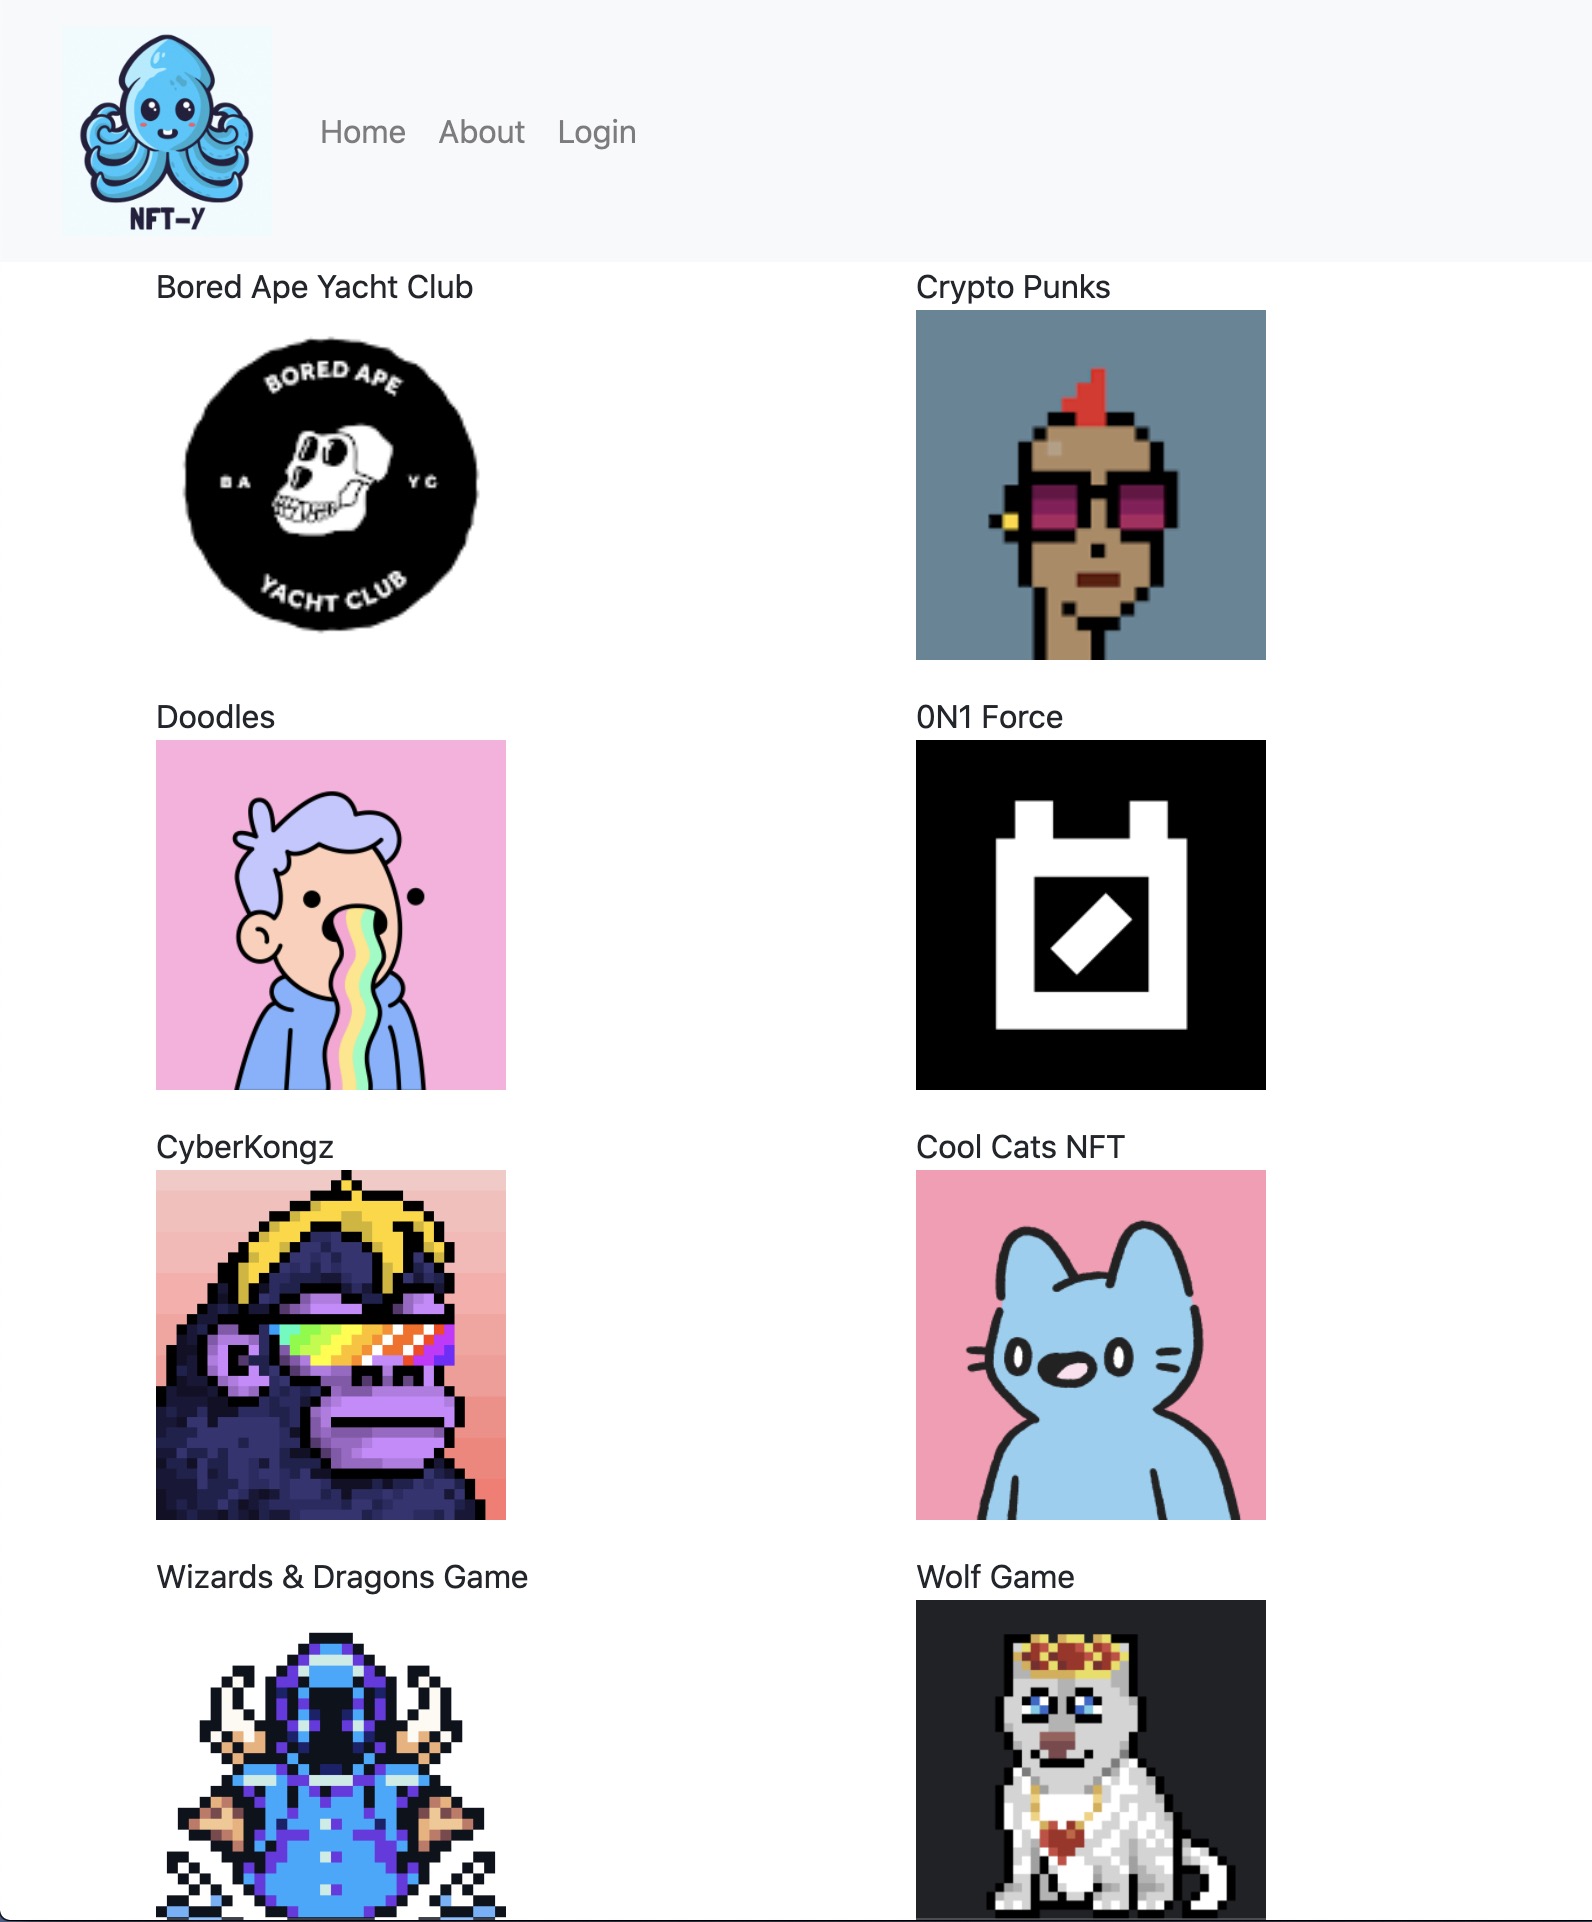 NFT-Y
Home About Login
Bored Ape Yacht Club
BORED APE
BA YC
YACHT CLUB
Crypto Punks
Doodles
0N1 Force
CyberKongz
Cool Cats NFT
Wizards & Dragons Game
Wolf Game